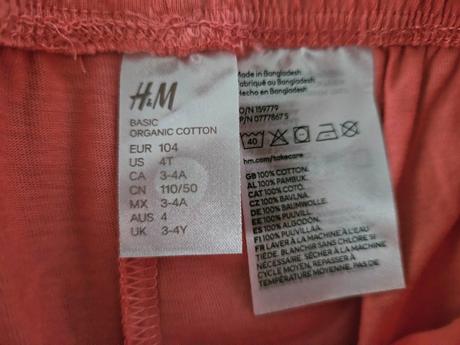 H&M
BASIC
ORGANIC COTTON
EUR 104
US 4T
CA 3-4A
CN 110/50
MX 3-4A
AUS 4
UK 3-4Y
Made in Bangladesh
Fabriqué au Bangladesh
Hecho en Bangladesh
O/N 159779
P/N 0777867 5
40
hm.com/takecare
GB 100% COTTON.
AL 100% PAMBUK.
CAT 100% COTÓ.
CZ 100% BAVLNA.
DE 100% BAUMWOLLE.
EE 100% PUUVILL.
ES 100% ALGODÓN.
FI 100% PUUVILLAA.
FR LAVER À LA MACHINE À L'EAU
TIÈDE. BLANCHIR SANS CHLORE SI
NÉCESSAIRE. SÉCHER À LA MACHINE
CYCLE MOYEN. REPASSER À
TEMPÉRATURE MOYENNE. PAS DE